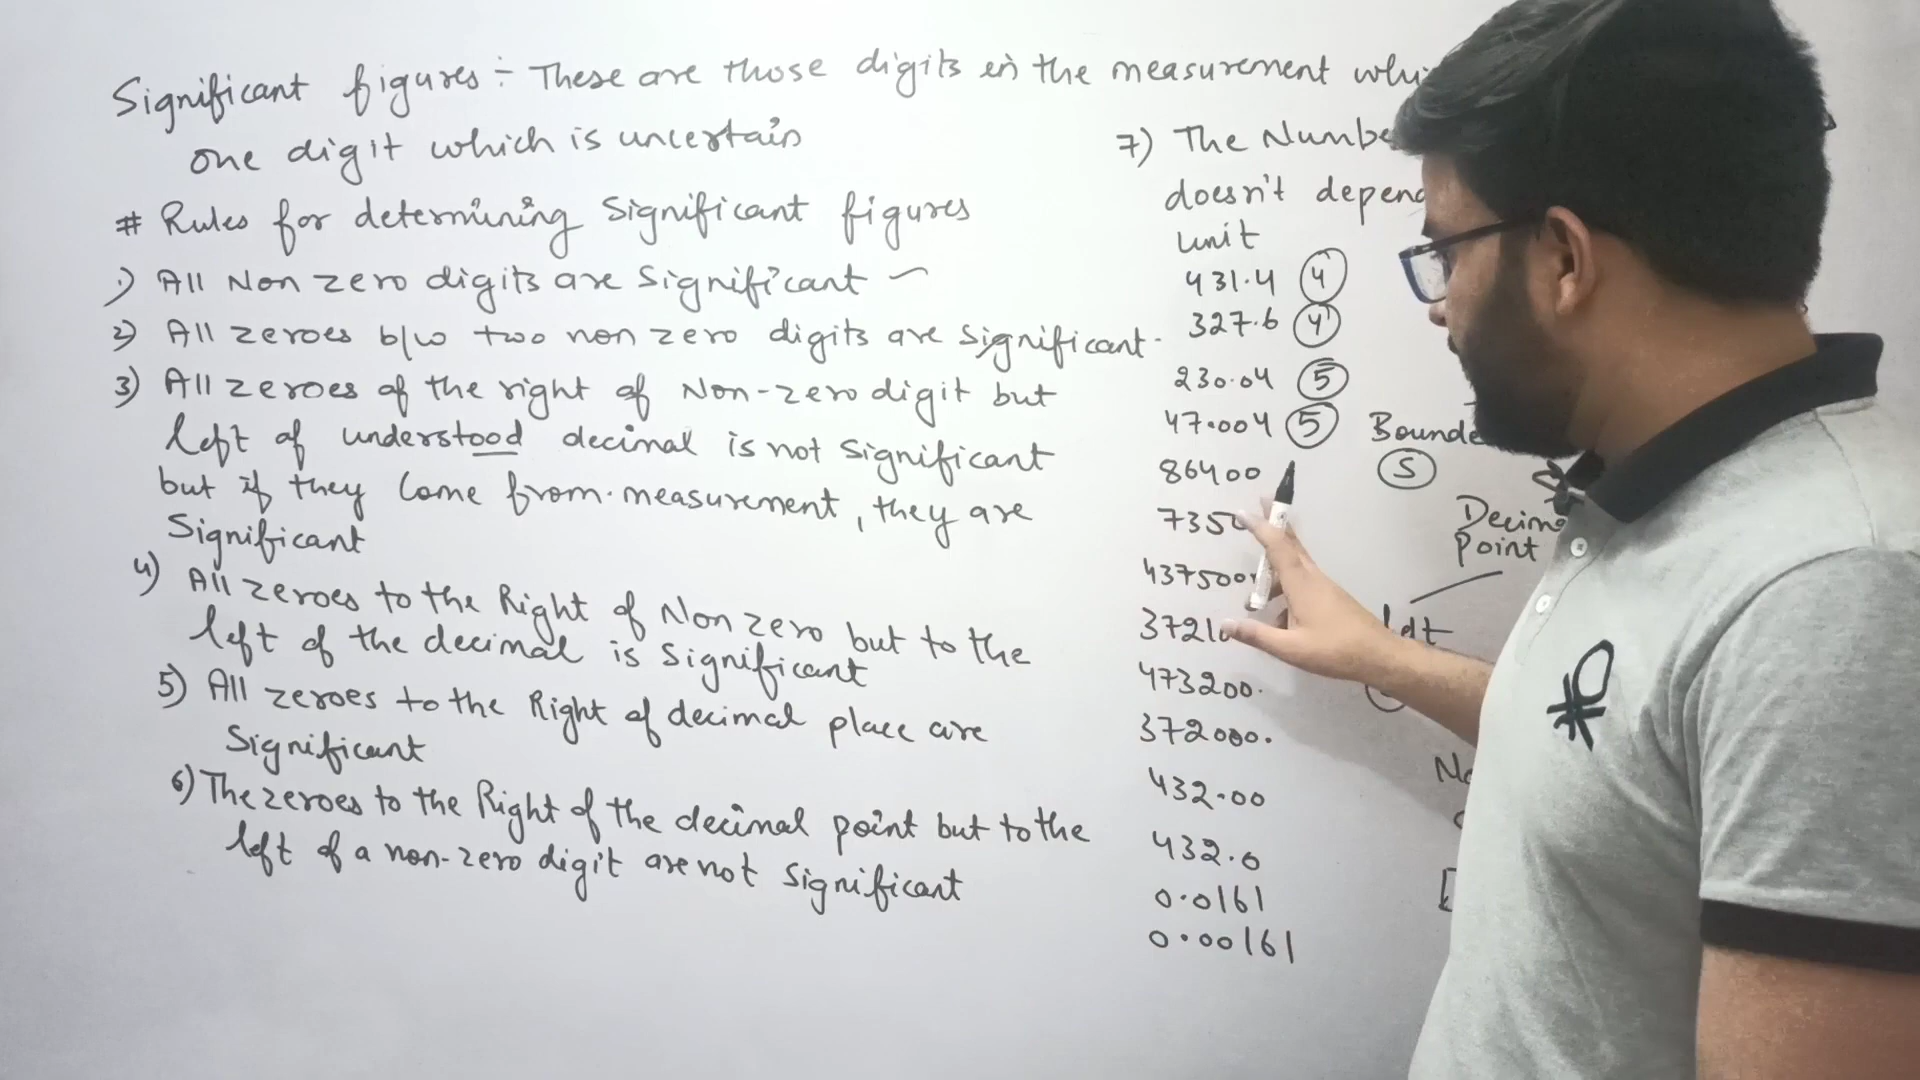 Significant figures :- These are those digits in the measurement
one digit which is uncertain
# Rules for determining Significant figures
1) All Non zero digits are Significant
2) All zeroes b/w two non zero digits are Significant.
3) All zeroes of the right of Non-zero digit but
left of understood decimal is not Significant
but if they Come from measurement, they are
Significant
4) All zeroes to the Right of Non zero but to the
left of the decimal is Significant
5) All zeroes to the Right of decimal place are
Significant
6) The zeroes to the Right of the decimal point but to the
left of a non-zero digit are not Significant
7) The
doesn't
unit
431.4 4
327.6 4
230.04 5
47.004 5
86400
473200.
372000.
432.00
432.0
0.0161
0.00161
S
Point